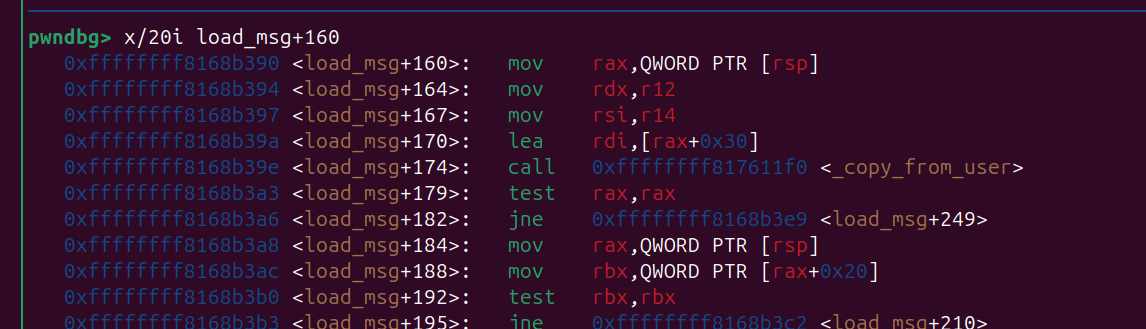 pwndbg> x/20i load_msg+160
0xffffffff8168b390 <load_msg+160>: mov rax,QWORD PTR [rsp]
0xffffffff8168b394 <load_msg+164>: mov rdx,r12
0xffffffff8168b397 <load_msg+167>: mov rsi,r14
0xffffffff8168b39a <load_msg+170>: lea rdi,[rax+0x30]
0xffffffff8168b39e <load_msg+174>: call 0xffffffff817611f0 <_copy_from_user>
0xffffffff8168b3a3 <load_msg+179>: test rax,rax
0xffffffff8168b3a6 <load_msg+182>: jne 0xffffffff8168b3e9 <load_msg+249>
0xffffffff8168b3a8 <load_msg+184>: mov rax,QWORD PTR [rsp]
0xffffffff8168b3ac <load_msg+188>: mov rbx,QWORD PTR [rax+0x20]
0xffffffff8168b3b0 <load_msg+192>: test rbx,rbx
0xffffffff8168b3b3 <load_msg+195>: jne 0xffffffff8168b3c2 <load_msg+210>